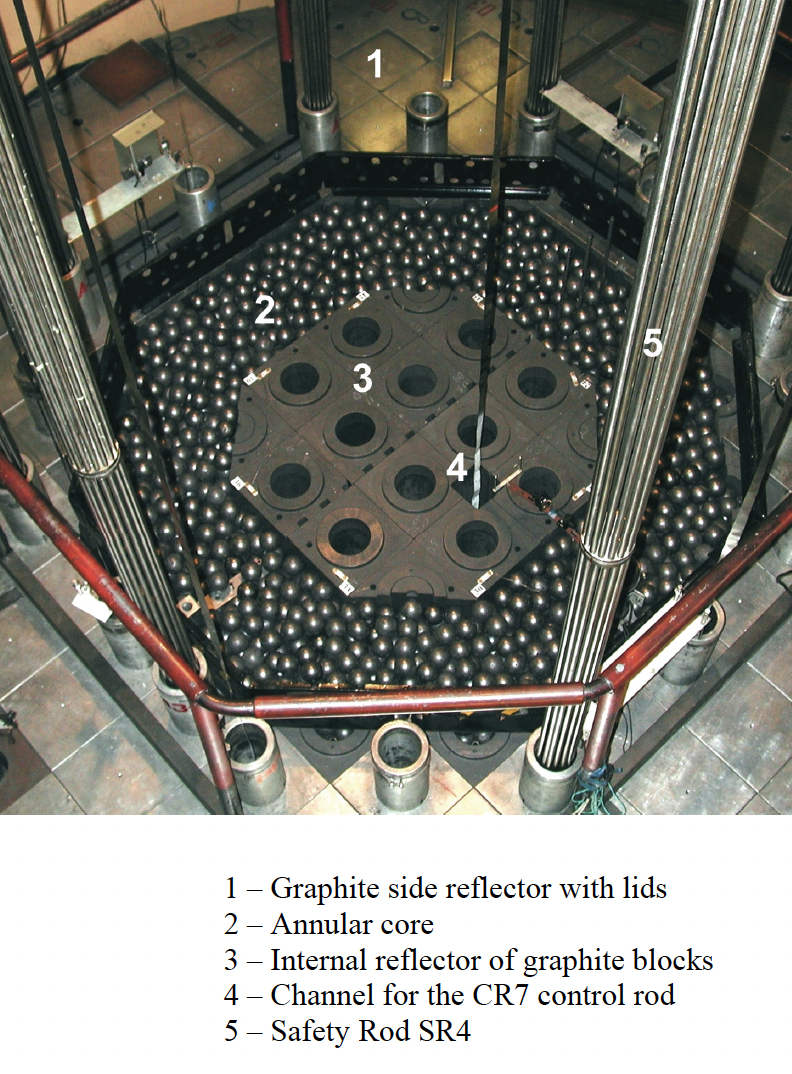 1
2
3
5
4
1 – Graphite side reflector with lids
2 – Annular core
3 – Internal reflector of graphite blocks
4 – Channel for the CR7 control rod
5 – Safety Rod SR4